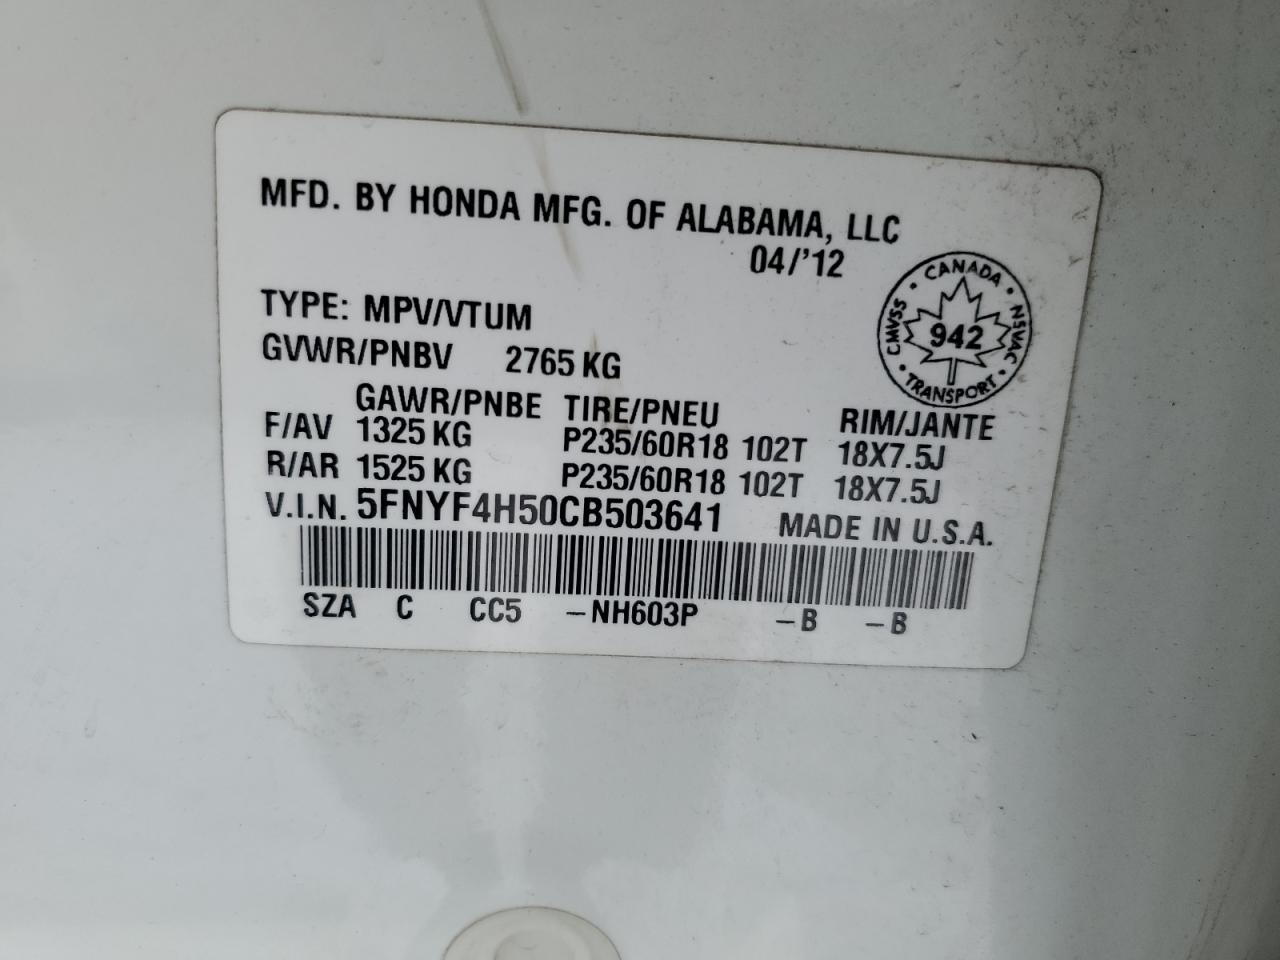 MFD. BY HONDA MFG. OF ALABAMA, LLC
04/'12
TYPE: MPV/VTUM
GVWR/PNBV 2765 KG
CANADA • NSVAC • TRANSPORT • CMVSS •
942
GAWR/PNBE TIRE/PNEU RIM/JANTE
F/AV 1325 KG P235/60R18 102T 18X7.5J
R/AR 1525 KG P235/60R18 102T 18X7.5J
V.I.N. 5FNYF4H50CB503641 MADE IN U.S.A.
SZA C CC5 -NH603P -B -B